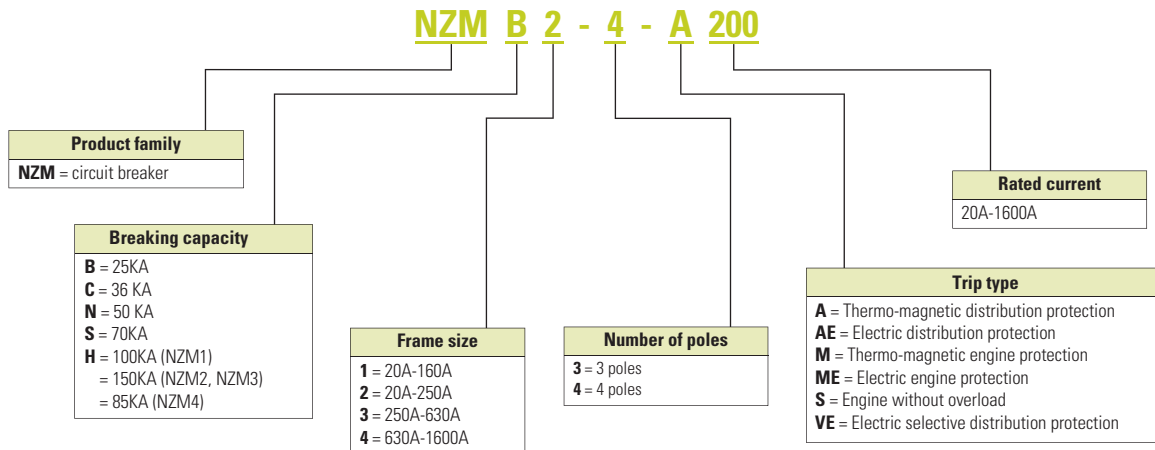 NZM B 2 - 4 - A 200
Product family
NZM = circuit breaker
Breaking capacity
B = 25KA
C = 36 KA
N = 50 KA
S = 70KA
H = 100KA (NZM1)
= 150KA (NZM2, NZM3)
= 85KA (NZM4)
Frame size
1 = 20A-160A
2 = 20A-250A
3 = 250A-630A
4 = 630A-1600A
Number of poles
3 = 3 poles
4 = 4 poles
Rated current
20A-1600A
Trip type
A = Thermo-magnetic distribution protection
AE = Electric distribution protection
M = Thermo-magnetic engine protection
ME = Electric engine protection
S = Engine without overload
VE = Electric selective distribution protection